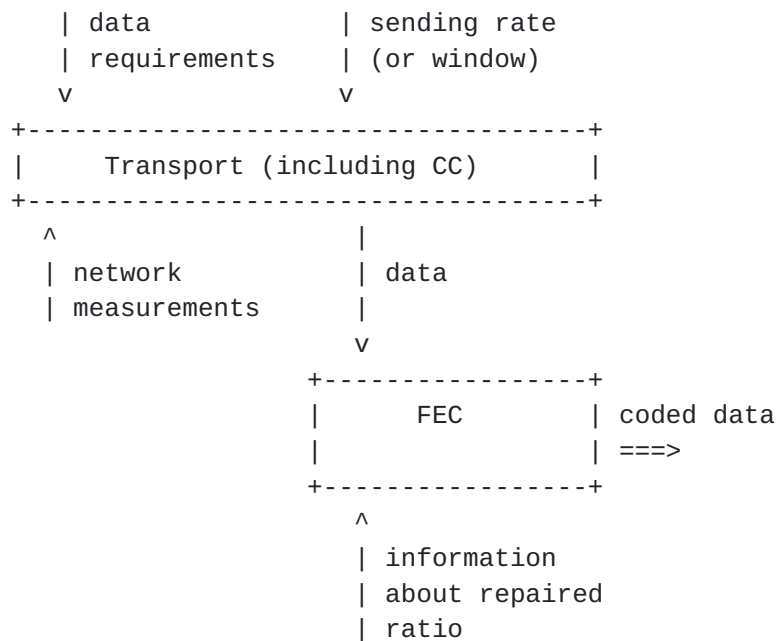 data sending rate
requirements (or window)
Transport (including CC)
network data
measurements
FEC coded data
===>
information
about repaired
ratio